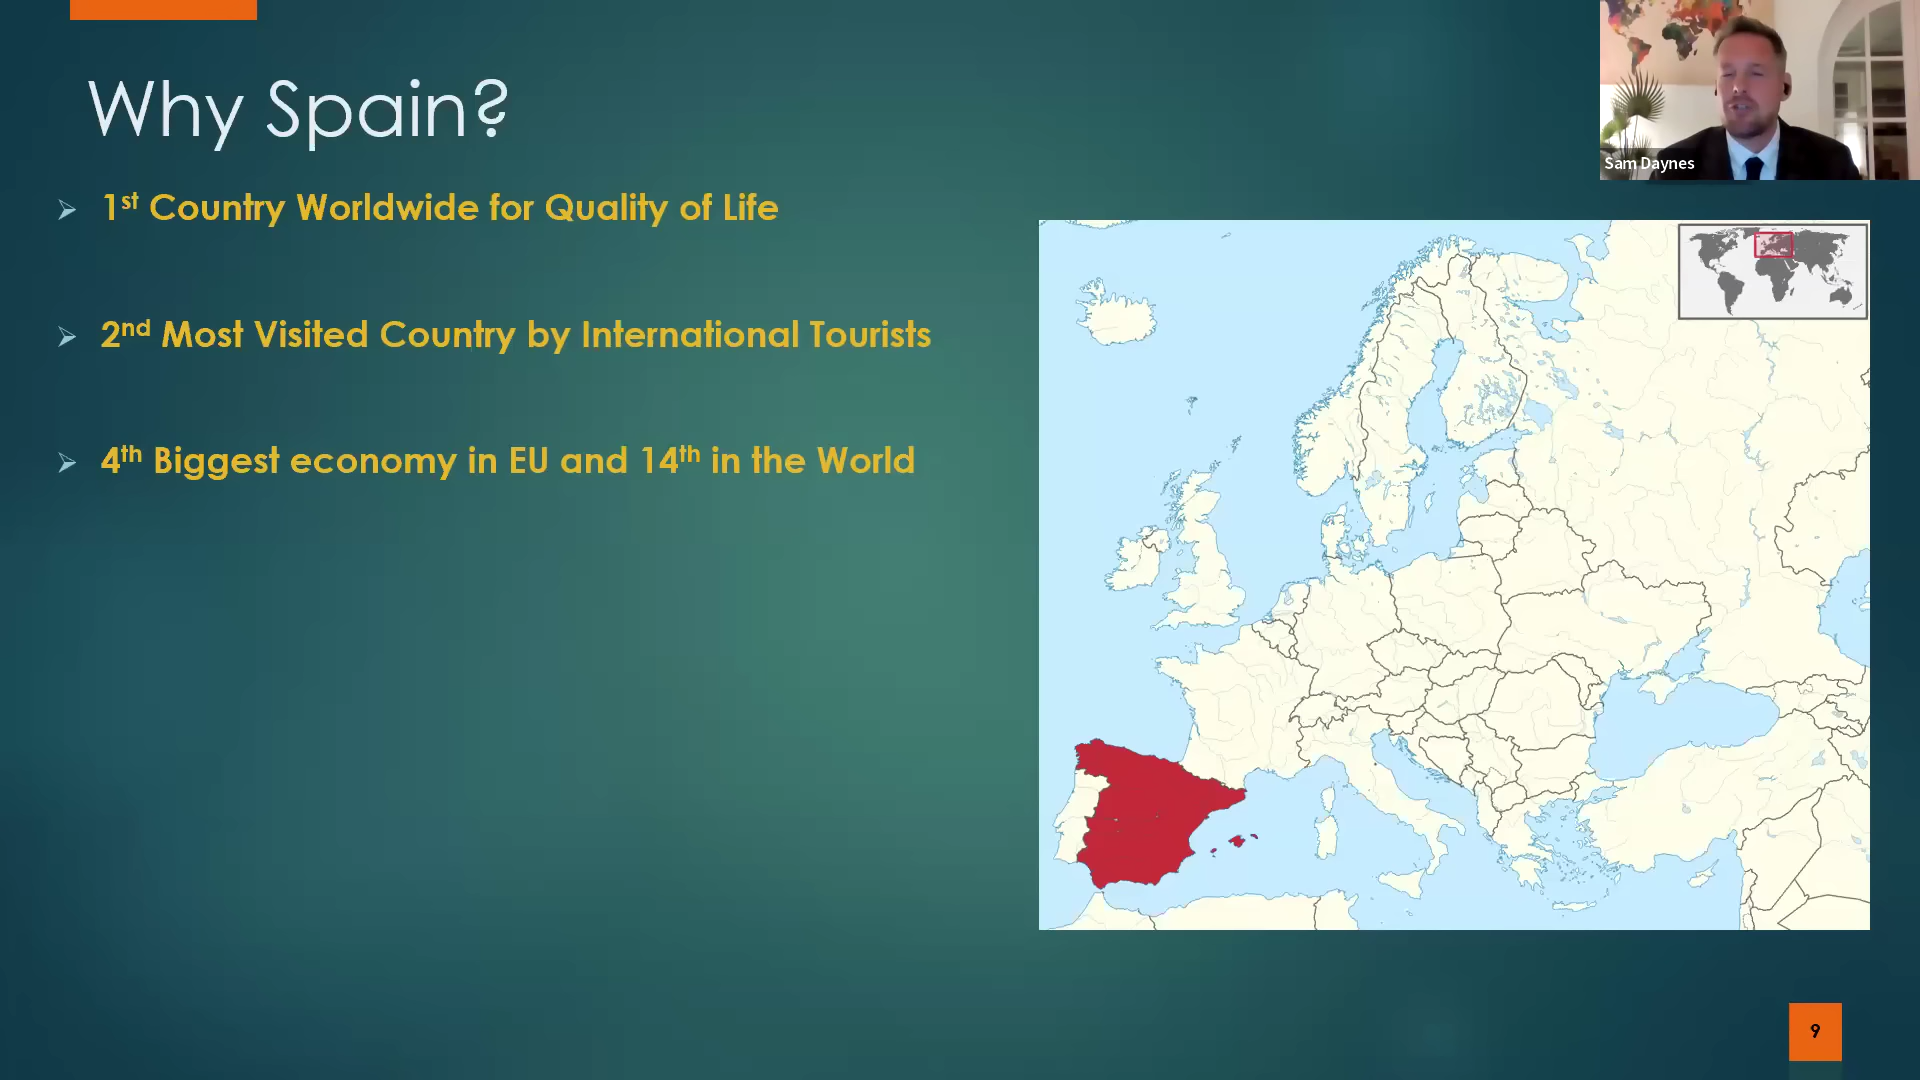 Why Spain?
1st Country Worldwide for Quality of Life
2nd Most Visited Country by International Tourists
4th Biggest economy in EU and 14th in the World
Sam Daynes
9